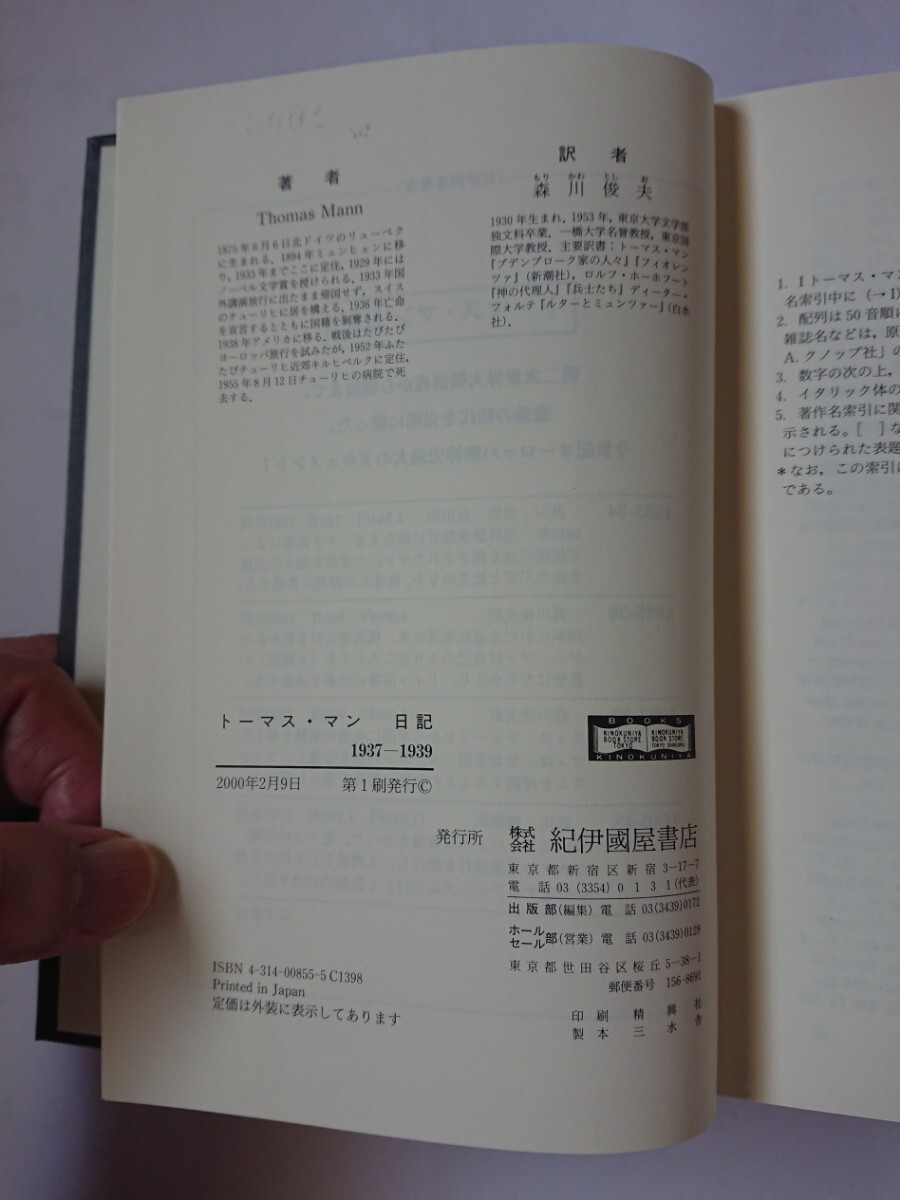 著者
Thomas Mann
1875年6月6日北ドイツのリューベク
に生まれる. 1894年ミュンヒェンに移
り, 1933年までここに定住, 1929年には
ノーベル文学賞を授けられる. 1933年国
外講演旅行に出たまま帰国せず, スイス
のチューリヒに居を構える. 1936年亡命
を宣言するとともに国籍を剝奪される.
1938年アメリカに移る. 戦後はたびたび
ヨーロッパ旅行を試みたが, 1952年ふた
たびチューリヒ近郊キルヒベルクに定住,
1955年8月12日チューリヒの病院で死
去する.
訳者
もり かわ とし お
森川俊夫
1930年生まれ, 1953年, 東京大学文学部
独文科卒業, 一橋大学名誉教授, 東京国
際大学教授. 主要訳書：トーマス・マン
『ブデンブローク家の人々』『フィオレン
ツァ』(新潮社), ロルフ・ホーホフート
『神の代理人』『兵士たち』ディーター・
フォルテ『ルターとミュンツァー』(白水
社).
トーマス・マン 日記
1937―1939
2000年2月9日 第1刷発行©
BOOKS
KINOKUNIYA
BOOK STORE
TOKYO
KINOKUNIYA
BOOK STORE
KINOKUNIYA
発行所 株式会社 紀伊國屋書店
東京都新宿区新宿 3―17―7
電話 03 (3354) 0131 (代表)
出版部(編集) 電話 03(3439)0172
ホールセール部(営業) 電話 03(3439)0128
東京都世田谷区桜丘 5―38―1
郵便番号 156-8691
印刷 精興社
製本 三水舎
ISBN 4-314-00855-5 C1398
Printed in Japan
定価は外装に表示してあります
1. Iトーマス・マ
名索引中に (→I)
2. 配列は50音順に
雑誌名などは, 原
A. クノップ社」の
3. 数字の次の上,
4. イタリック体の
5. 著作名索引に関
示される。[ ] な
につけられた表題
*なお, この索引に
である。